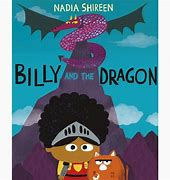 NADIA SHIREEN
BILLY AND THE DRAGON